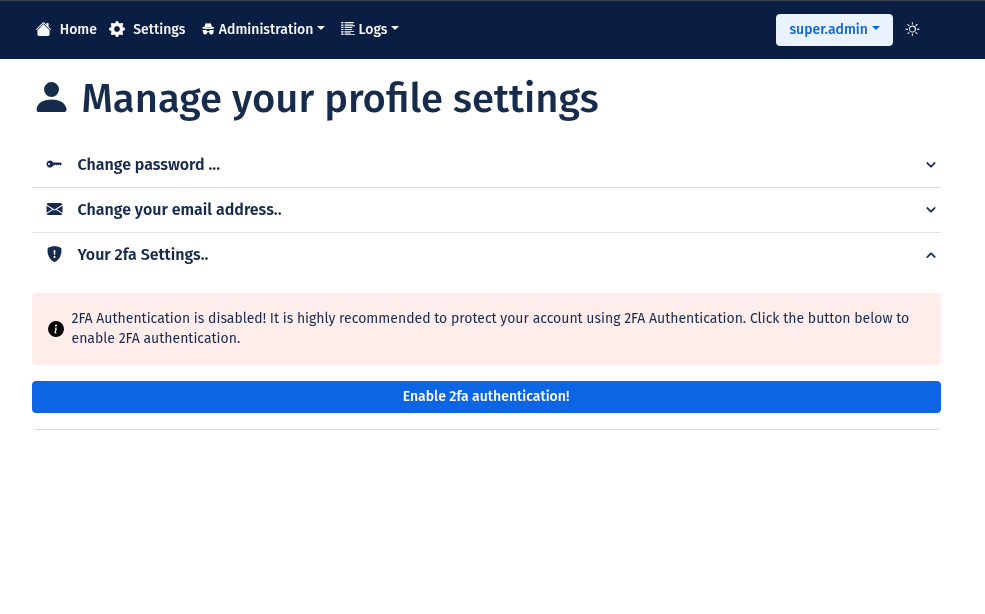 Home Settings Administration Logs super.admin
Manage your profile settings
Change password ...
Change your email address..
Your 2fa Settings..
2FA Authentication is disabled! It is highly recommended to protect your account using 2FA Authentication. Click the button below to
enable 2FA authentication.
Enable 2fa authentication!